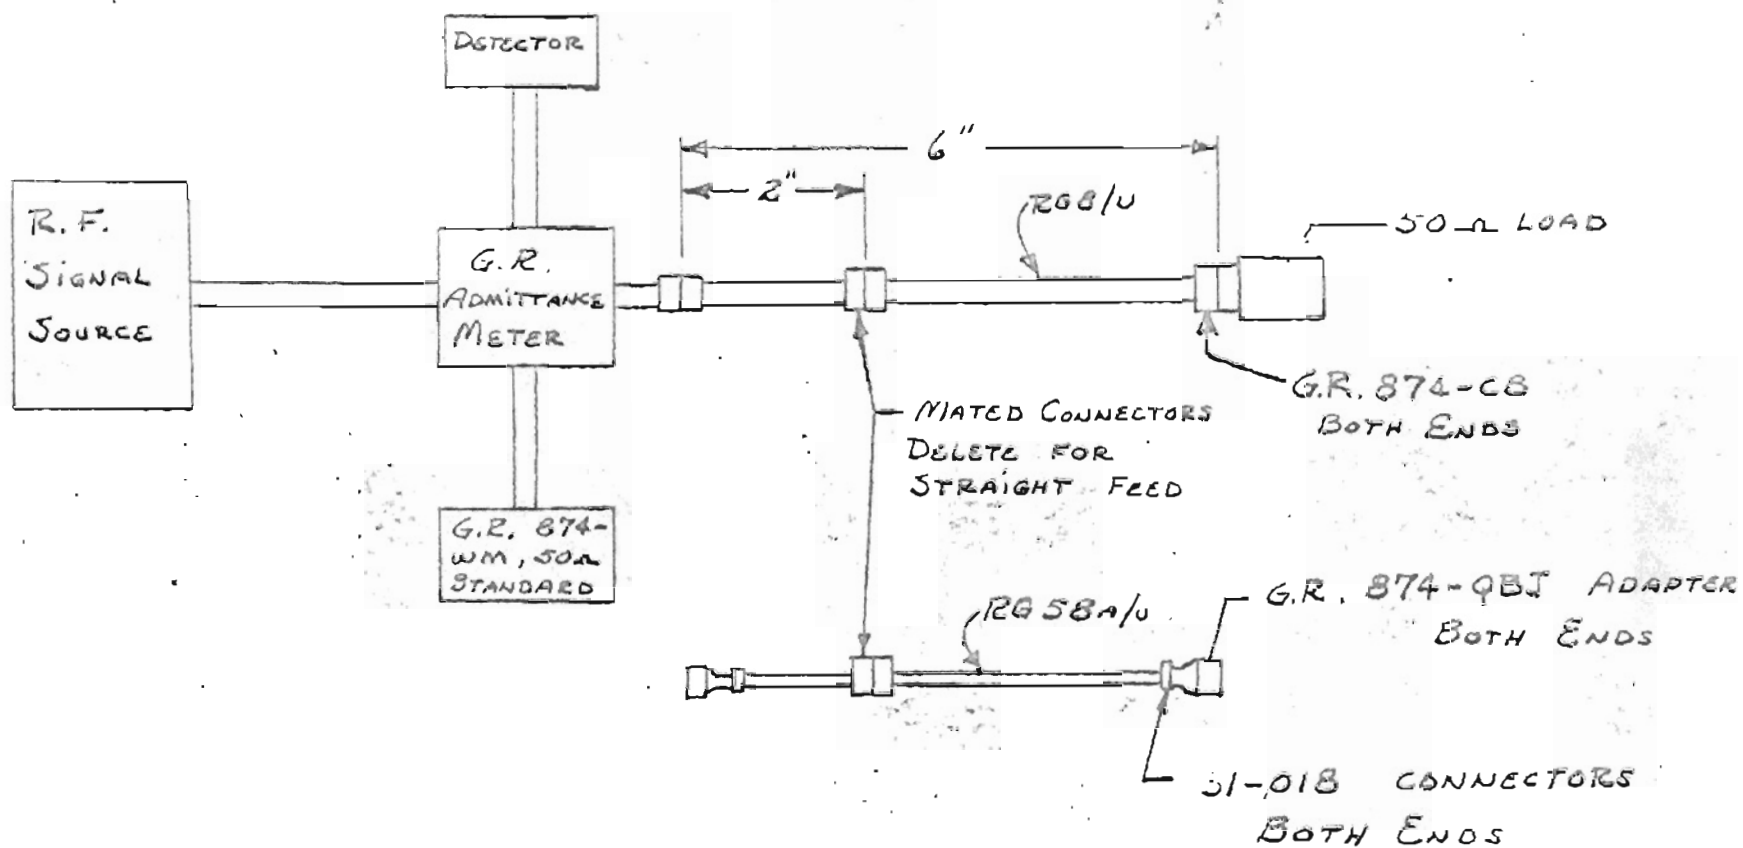 DETECTOR
6"
2"
R.F.
SIGNAL
SOURCE
RG8/U
50 Ω LOAD
G.R.
ADMITTANCE
METER
G.R. 874-C8
BOTH ENDS
MATED CONNECTORS
DELETE FOR
STRAIGHT FEED
G.R. 874-
WM, 50Ω
STANDARD
RG58A/U
G.R. 874-QBJ ADAPTER
BOTH ENDS
31-018 CONNECTORS
BOTH ENDS